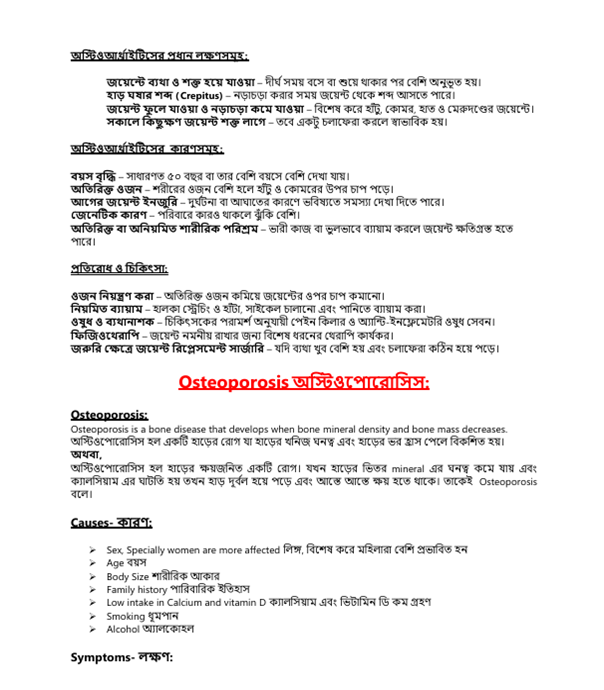 অস্টিওআর্থ্রাইটিসের প্রধান লক্ষণসমূহ:
জয়েন্টে ব্যথা ও শক্ত হয়ে যাওয়া – দীর্ঘ সময় বসে বা শুয়ে থাকার পর বেশি অনুভূত হয়।
হাড় ঘষার শব্দ (Crepitus) – নড়াচড়া করার সময় জয়েন্ট থেকে শব্দ আসতে পারে।
জয়েন্ট ফুলে যাওয়া ও নড়াচড়া কমে যাওয়া – বিশেষ করে হাঁটু, কোমর, হাত ও মেরুদণ্ডের জয়েন্টে।
সকালে কিছুক্ষণ জয়েন্ট শক্ত লাগে – তবে একটু চলাফেরা করলে স্বাভাবিক হয়।
অস্টিওআর্থ্রাইটিসের কারণসমূহ:
বয়স বৃদ্ধি – সাধারণত ৫০ বছর বা তার বেশি বয়সে বেশি দেখা যায়।
অতিরিক্ত ওজন – শরীরের ওজন বেশি হলে হাঁটু ও কোমরের উপর চাপ পড়ে।
আগের জয়েন্ট ইনজুরি – দুর্ঘটনা বা আঘাতের কারণে ভবিষ্যতে সমস্যা দেখা দিতে পারে।
জেনেটিক কারণ – পরিবারে কারও থাকলে ঝুঁকি বেশি।
অতিরিক্ত বা অনিয়মিত শারীরিক পরিশ্রম – ভারী কাজ বা ভুলভাবে ব্যায়াম করলে জয়েন্ট ক্ষতিগ্রস্ত হতে
পারে।
প্রতিরোধ ও চিকিৎসা:
ওজন নিয়ন্ত্রণ করা – অতিরিক্ত ওজন কমিয়ে জয়েন্টের ওপর চাপ কমানো।
নিয়মিত ব্যায়াম – হালকা স্ট্রেচিং ও হাঁটা, সাইকেল চালানো এবং পানিতে ব্যায়াম করা।
ওষুধ ও ব্যথানাশক – চিকিৎসকের পরামর্শ অনুযায়ী পেইন কিলার ও অ্যান্টি-ইনফ্লেমেটরি ওষুধ সেবন।
ফিজিওথেরাপি – জয়েন্ট নমনীয় রাখার জন্য বিশেষ ধরনের থেরাপি কার্যকর।
জরুরি ক্ষেত্রে জয়েন্ট রিপ্লেসমেন্ট সার্জারি – যদি ব্যথা খুব বেশি হয় এবং চলাফেরা কঠিন হয়ে পড়ে।
Osteoporosis অস্টিওপোরোসিস:
Osteoporosis:
Osteoporosis is a bone disease that develops when bone mineral density and bone mass decreases.
অস্টিওপোরোসিস হল একটি হাড়ের রোগ যা হাড়ের খনিজ ঘনত্ব এবং হাড়ের ভর হ্রাস পেলে বিকশিত হয়।
অথবা,
অস্টিওপোরোসিস হল হাড়ের ক্ষয়জনিত একটি রোগ। যখন হাড়ের ভিতর mineral এর ঘনত্ব কমে যায় এবং
ক্যালসিয়াম এর ঘাটতি হয় তখন হাড় দূর্বল হয়ে পড়ে এবং আস্তে আস্তে ক্ষয় হতে থাকে। তাকেই Osteoporosis
বলে।
Causes- কারণ:
➢ Sex, Specially women are more affected লিঙ্গ, বিশেষ করে মহিলারা বেশি প্রভাবিত হন
➢ Age বয়স
➢ Body Size শারীরিক আকার
➢ Family history পারিবারিক ইতিহাস
➢ Low intake in Calcium and vitamin D ক্যালসিয়াম এবং ভিটামিন ডি কম গ্রহণ
➢ Smoking ধূমপান
➢ Alcohol অ্যালকোহল
Symptoms- লক্ষণ: